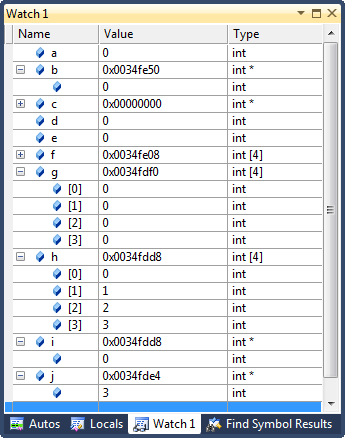 Watch 1
Name Value Type
a 0 int
b 0x0034fe50 int *
0 int
c 0x00000000 int *
d 0 int
e 0 int
f 0x0034fe08 int [4]
g 0x0034fdf0 int [4]
[0] 0 int
[1] 0 int
[2] 0 int
[3] 0 int
h 0x0034fdd8 int [4]
[0] 0 int
[1] 1 int
[2] 2 int
[3] 3 int
i 0x0034fdd8 int *
0 int
j 0x0034fde4 int *
3 int
Autos Locals Watch 1 Find Symbol Results